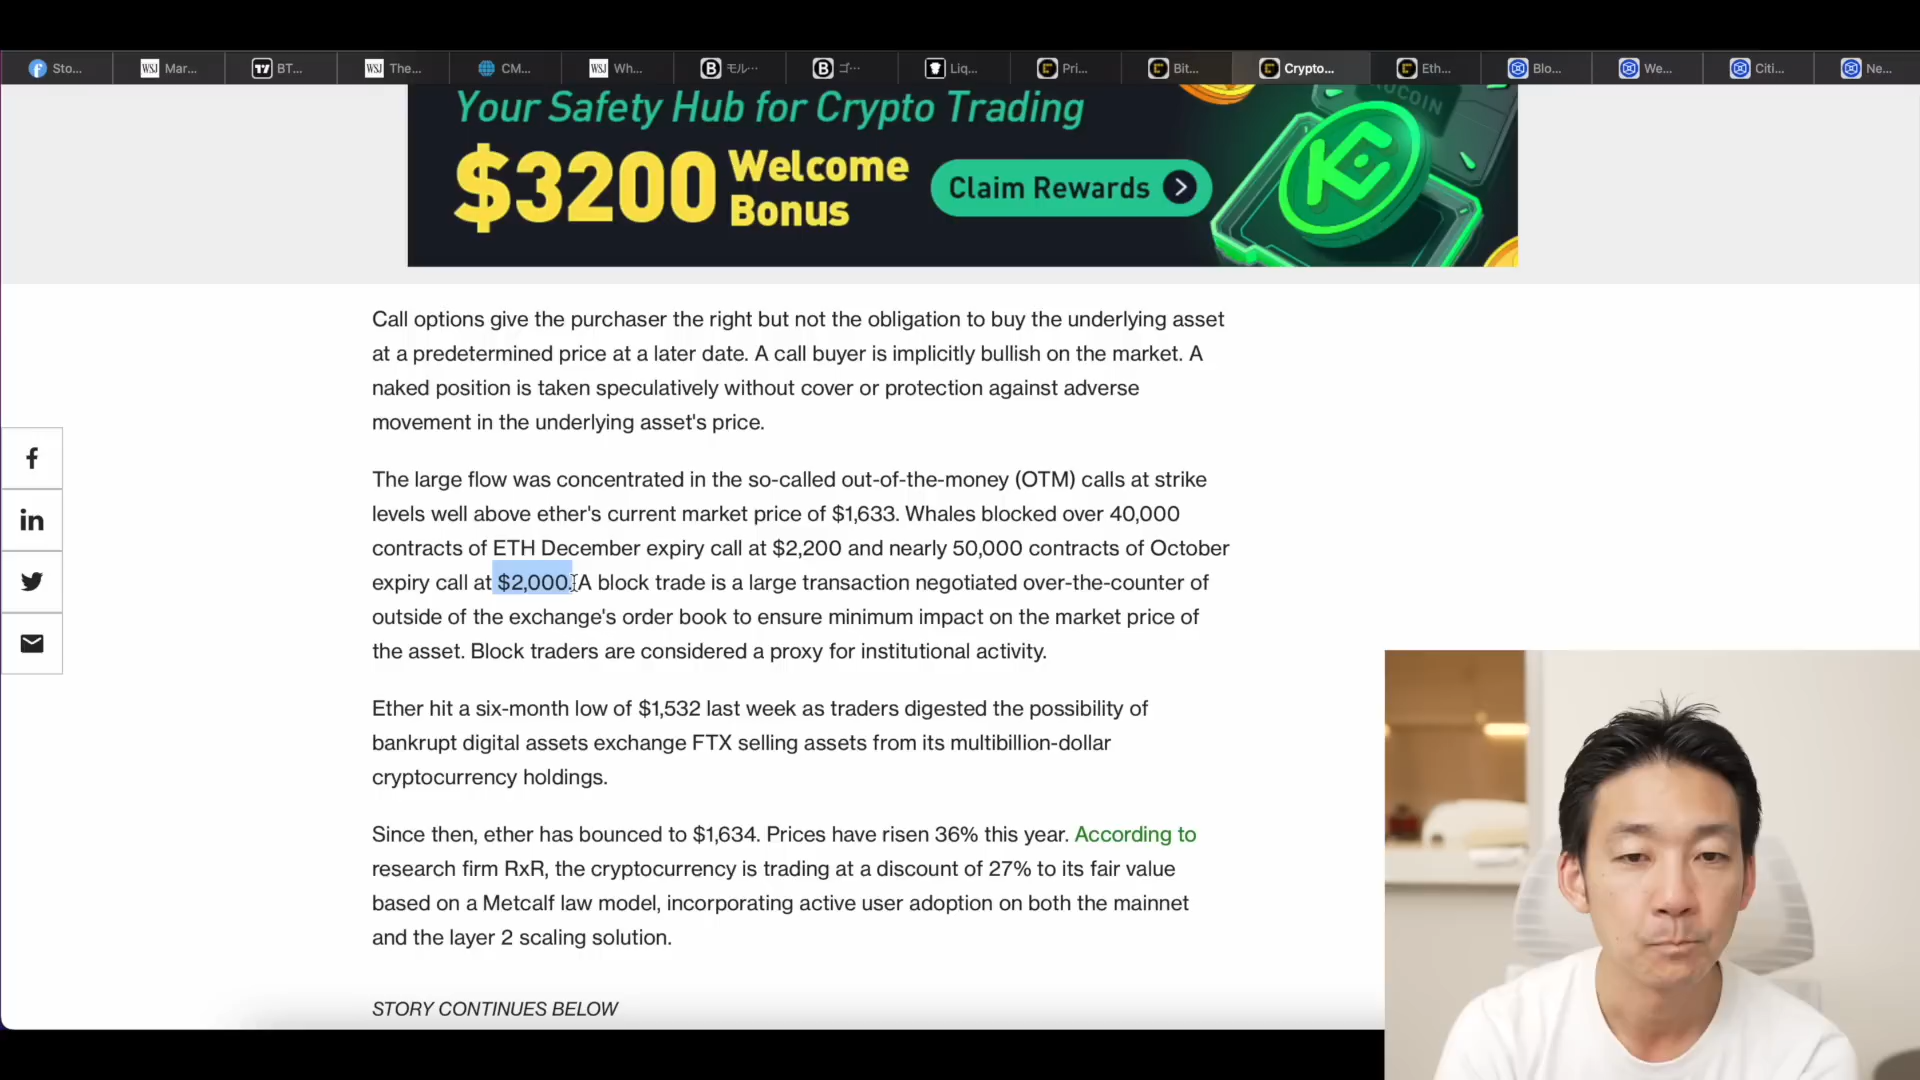 Sto...
WSJ Mar...
BT...
WSJ The...
CM...
WSJ Wh...
B モル…
B ゴ…
Liq...
Pri...
Bit...
Crypto...
Eth...
Blo...
We...
Citi...
Ne...
Your Safety Hub for Crypto Trading
$3200 Welcome Bonus
Claim Rewards
Call options give the purchaser the right but not the obligation to buy the underlying asset
at a predetermined price at a later date. A call buyer is implicitly bullish on the market. A
naked position is taken speculatively without cover or protection against adverse
movement in the underlying asset's price.
The large flow was concentrated in the so-called out-of-the-money (OTM) calls at strike
levels well above ether's current market price of $1,633. Whales blocked over 40,000
contracts of ETH December expiry call at $2,200 and nearly 50,000 contracts of October
expiry call at $2,000. A block trade is a large transaction negotiated over-the-counter of
outside of the exchange's order book to ensure minimum impact on the market price of
the asset. Block traders are considered a proxy for institutional activity.
Ether hit a six-month low of $1,532 last week as traders digested the possibility of
bankrupt digital assets exchange FTX selling assets from its multibillion-dollar
cryptocurrency holdings.
Since then, ether has bounced to $1,634. Prices have risen 36% this year. According to
research firm RxR, the cryptocurrency is trading at a discount of 27% to its fair value
based on a Metcalf law model, incorporating active user adoption on both the mainnet
and the layer 2 scaling solution.
STORY CONTINUES BELOW